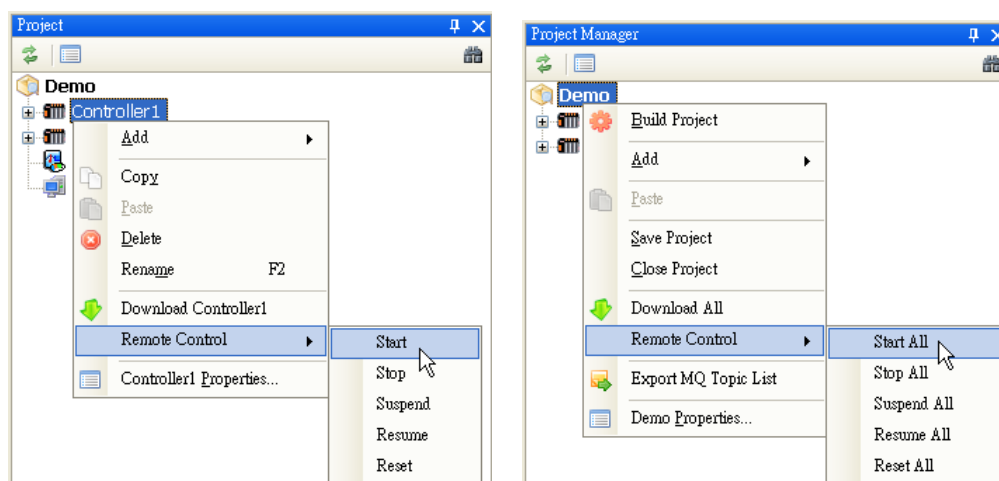 Project
Demo
Controller1
Add
Copy
Paste
Delete
Rename F2
Download Controller1
Remote Control
Controller1 Properties...
Start
Stop
Suspend
Resume
Reset
Project Manager
Demo
Build Project
Add
Paste
Save Project
Close Project
Download All
Remote Control
Export MQ Topic List
Demo Properties...
Start All
Stop All
Suspend All
Resume All
Reset All